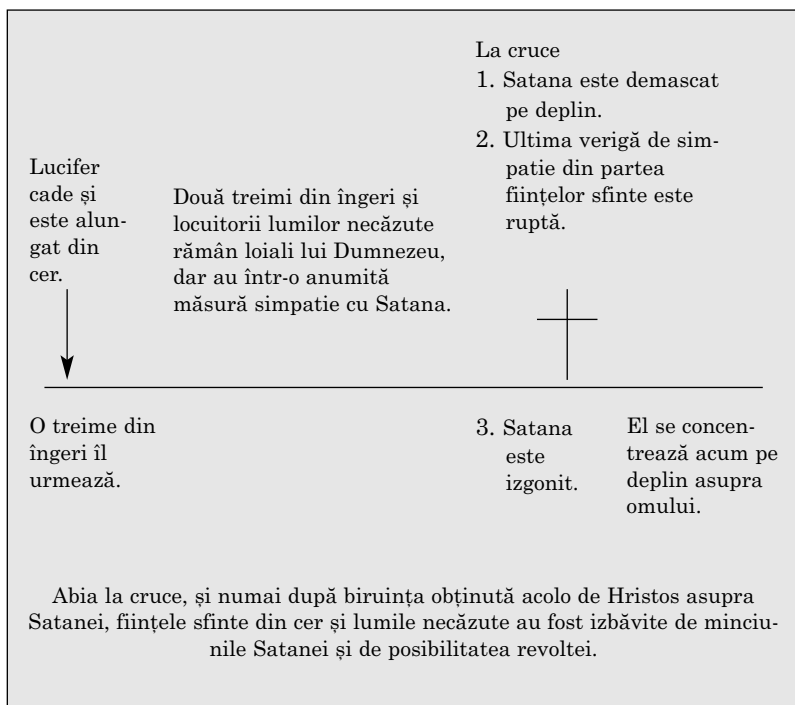 La cruce
1. Satana este demascat
pe deplin.
2. Ultima verigă de sim-
patie din partea
ființelor sfinte este
ruptă.
Lucifer
cade și
este alun-
gat din
cer.
Două treimi din îngeri și
locuitorii lumilor necăzute
rămân loiali lui Dumnezeu,
dar au într-o anumită
măsură simpatie cu Satana.
O treime din
îngeri îl
urmează.
3. Satana
este
izgonit.
El se concen-
trează acum pe
deplin asupra
omului.
Abia la cruce, și numai după biruința obținută acolo de Hristos asupra
Satanei, ființele sfinte din cer și lumile necăzute au fost izbăvite de minciu-
nile Satanei și de posibilitatea revoltei.